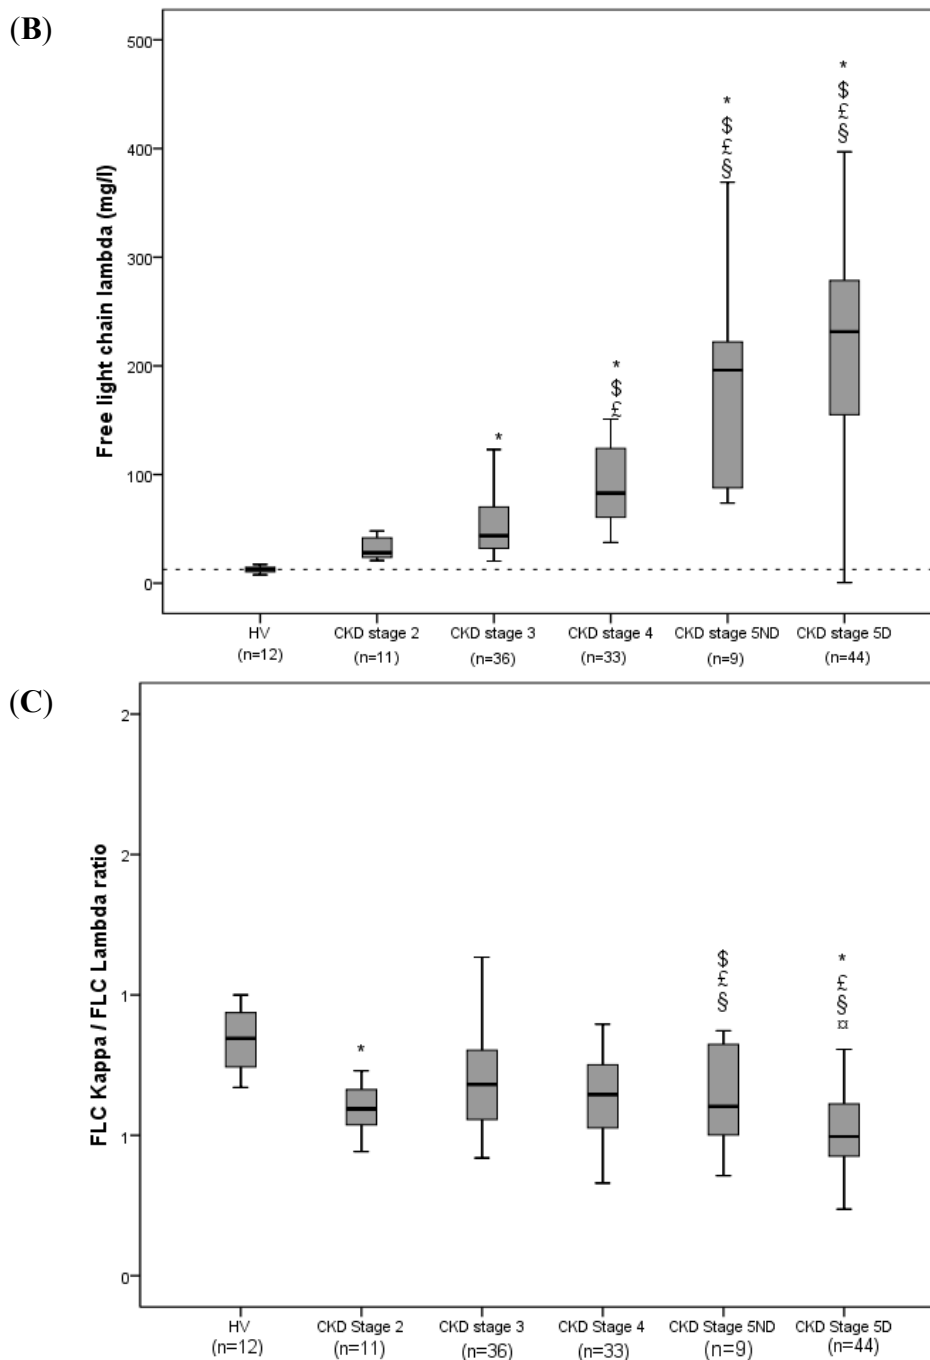 (B)
Free light chain lambda (mg/l)
500
400
300
200
100
0
*
*
$
£
*
$
£
§
*
$
£
§
HV
CKD stage 2
CKD stage 3
CKD stage 4
CKD stage 5ND
CKD stage 5D
(n=12)
(n=11)
(n=36)
(n=33)
(n=9)
(n=44)
(C)
FLC Kappa / FLC Lambda ratio
2
2
1
1
0
*
$
£
§
*
£
§
¤
HV
CKD Stage 2
CKD stage 3
CKD Stage 4
CKD Stage 5ND
CKD Stage 5D
(n=12)
(n=11)
(n=36)
(n=33)
(n=9)
(n=44)